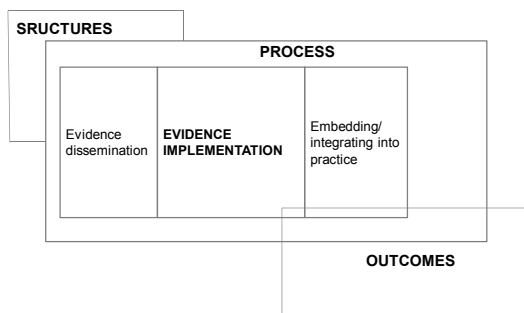 SRUCTURES
PROCESS
Evidence
dissemination
EVIDENCE
IMPLEMENTATION
Embedding/
integrating into
practice
OUTCOMES